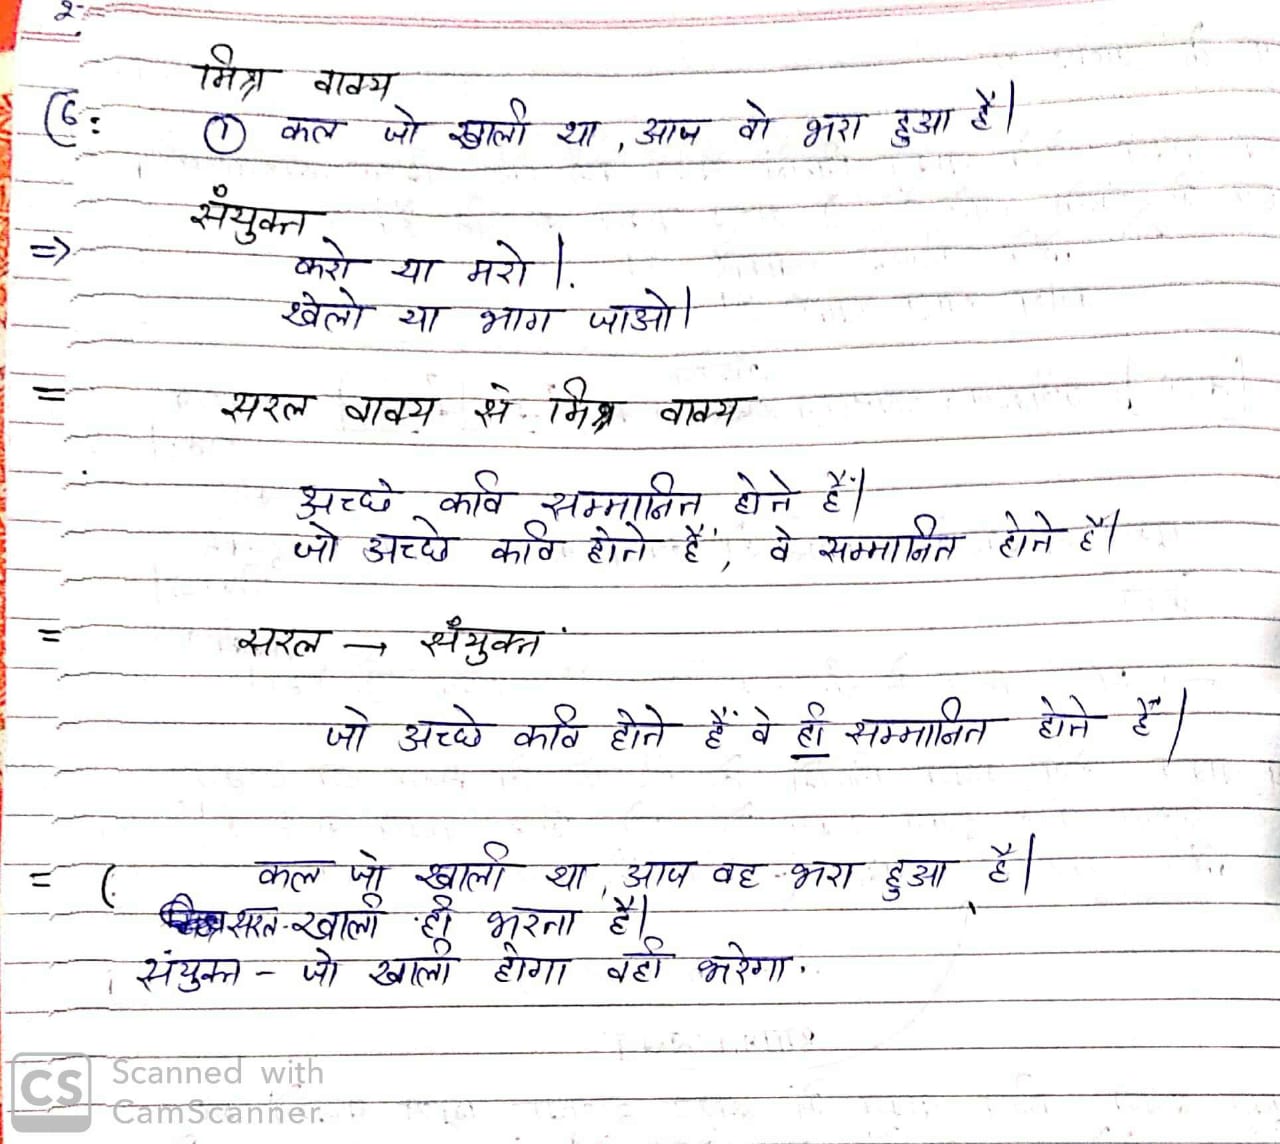 2
मिश्र वाक्य
(6: ① कल जो खाली था, आज वो भरा हुआ है।
संयुक्त
=> करो या मरो।
खेलो या भाग जाओ।
= सरल वाक्य से मिश्र वाक्य
अच्छे कवि सम्मानित होते हैं।
जो अच्छे कवि होते हैं, वे सम्मानित होते हैं।
= सरल → संयुक्त
जो अच्छे कवि होते हैं वे ही सम्मानित होते हैं।
= ( कल जो खाली था, आज वह भरा हुआ है।
सरल - खाली ही भरता है।
संयुक्त - जो खाली होगा वही भरेगा.
CS Scanned with
CamScanner